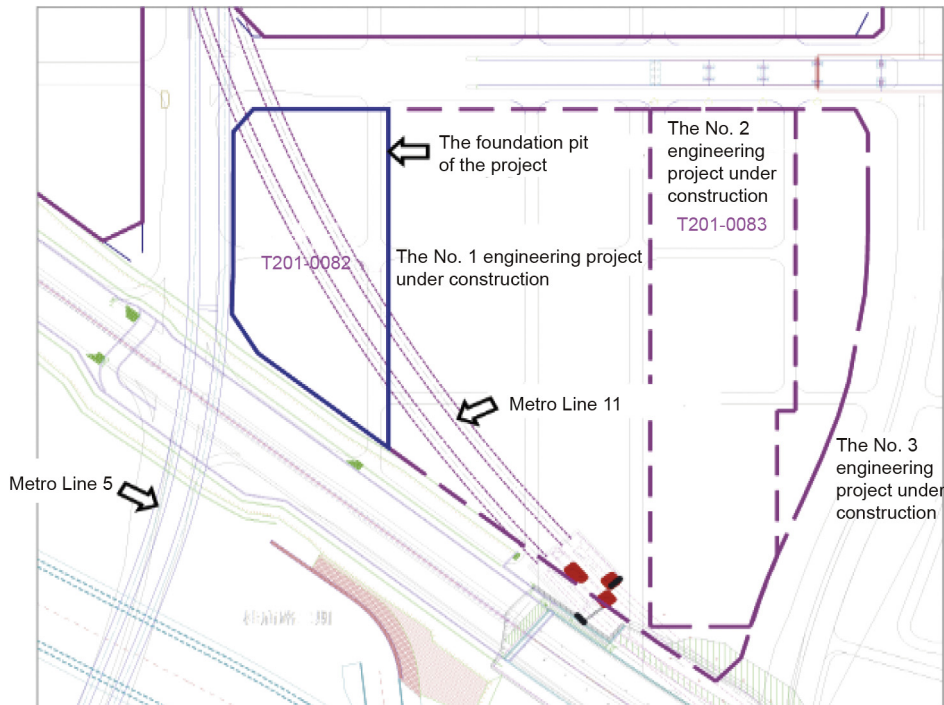 The foundation pit
of the project
The No. 2
engineering
project under
construction
T201-0083
T201-0082
The No. 1 engineering project
under construction
Metro Line 11
The No. 3
engineering
project under
construction
Metro Line 5